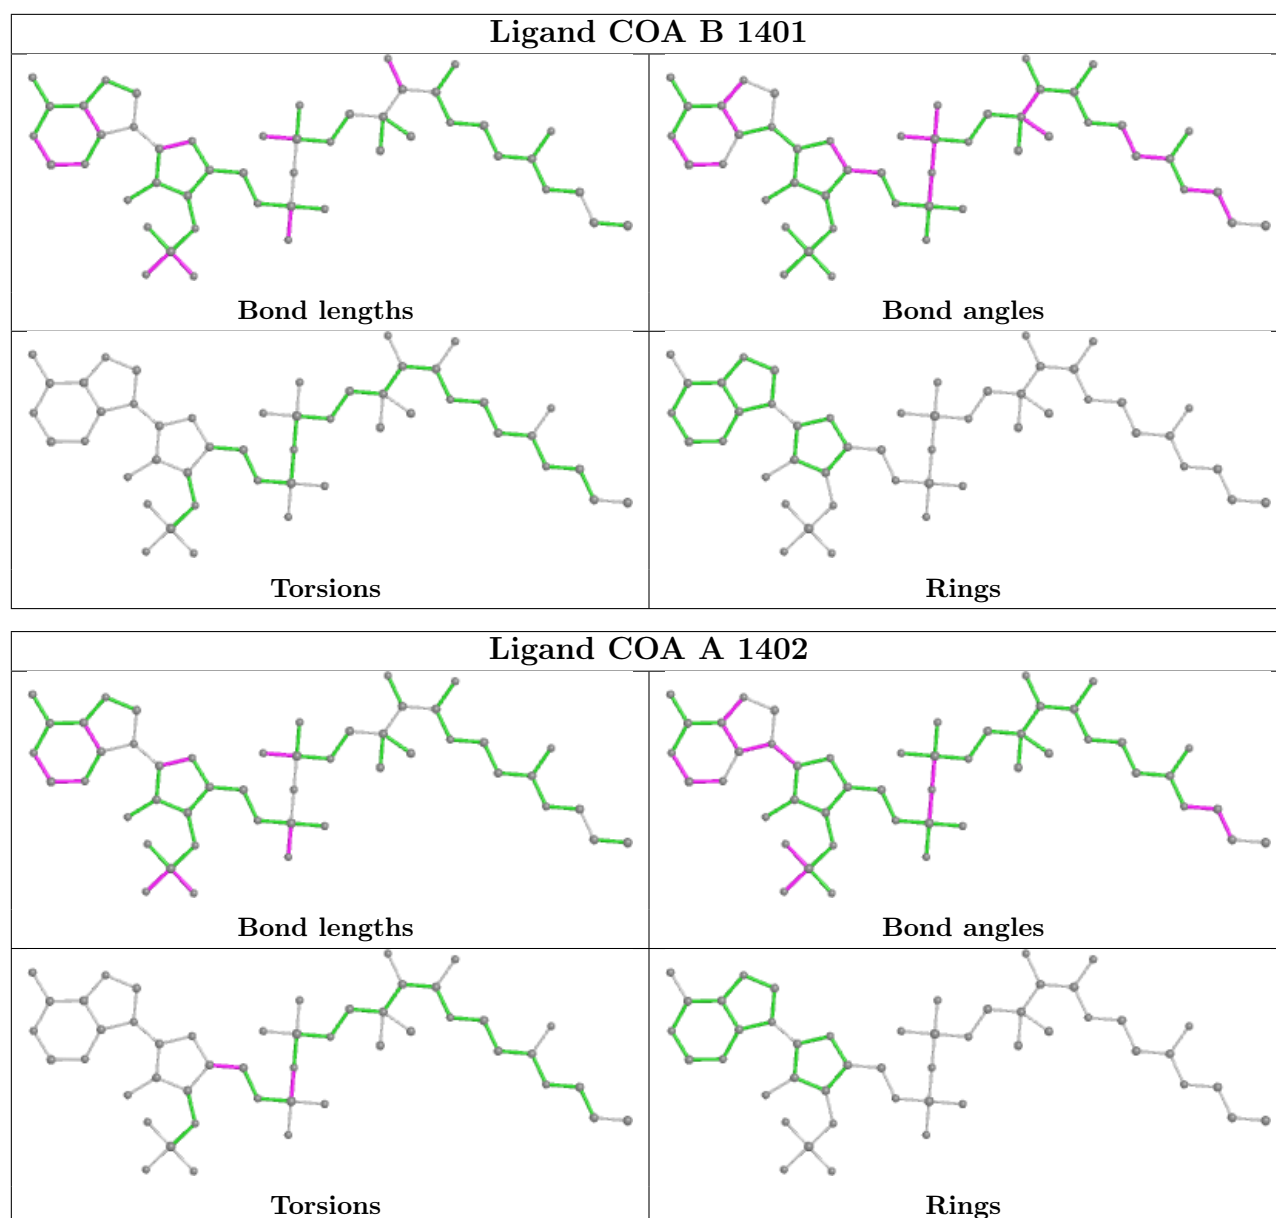 Ligand COA B 1401
Bond lengths
Bond angles
Torsions
Rings
Ligand COA A 1402
Bond lengths
Bond angles
Torsions
Rings